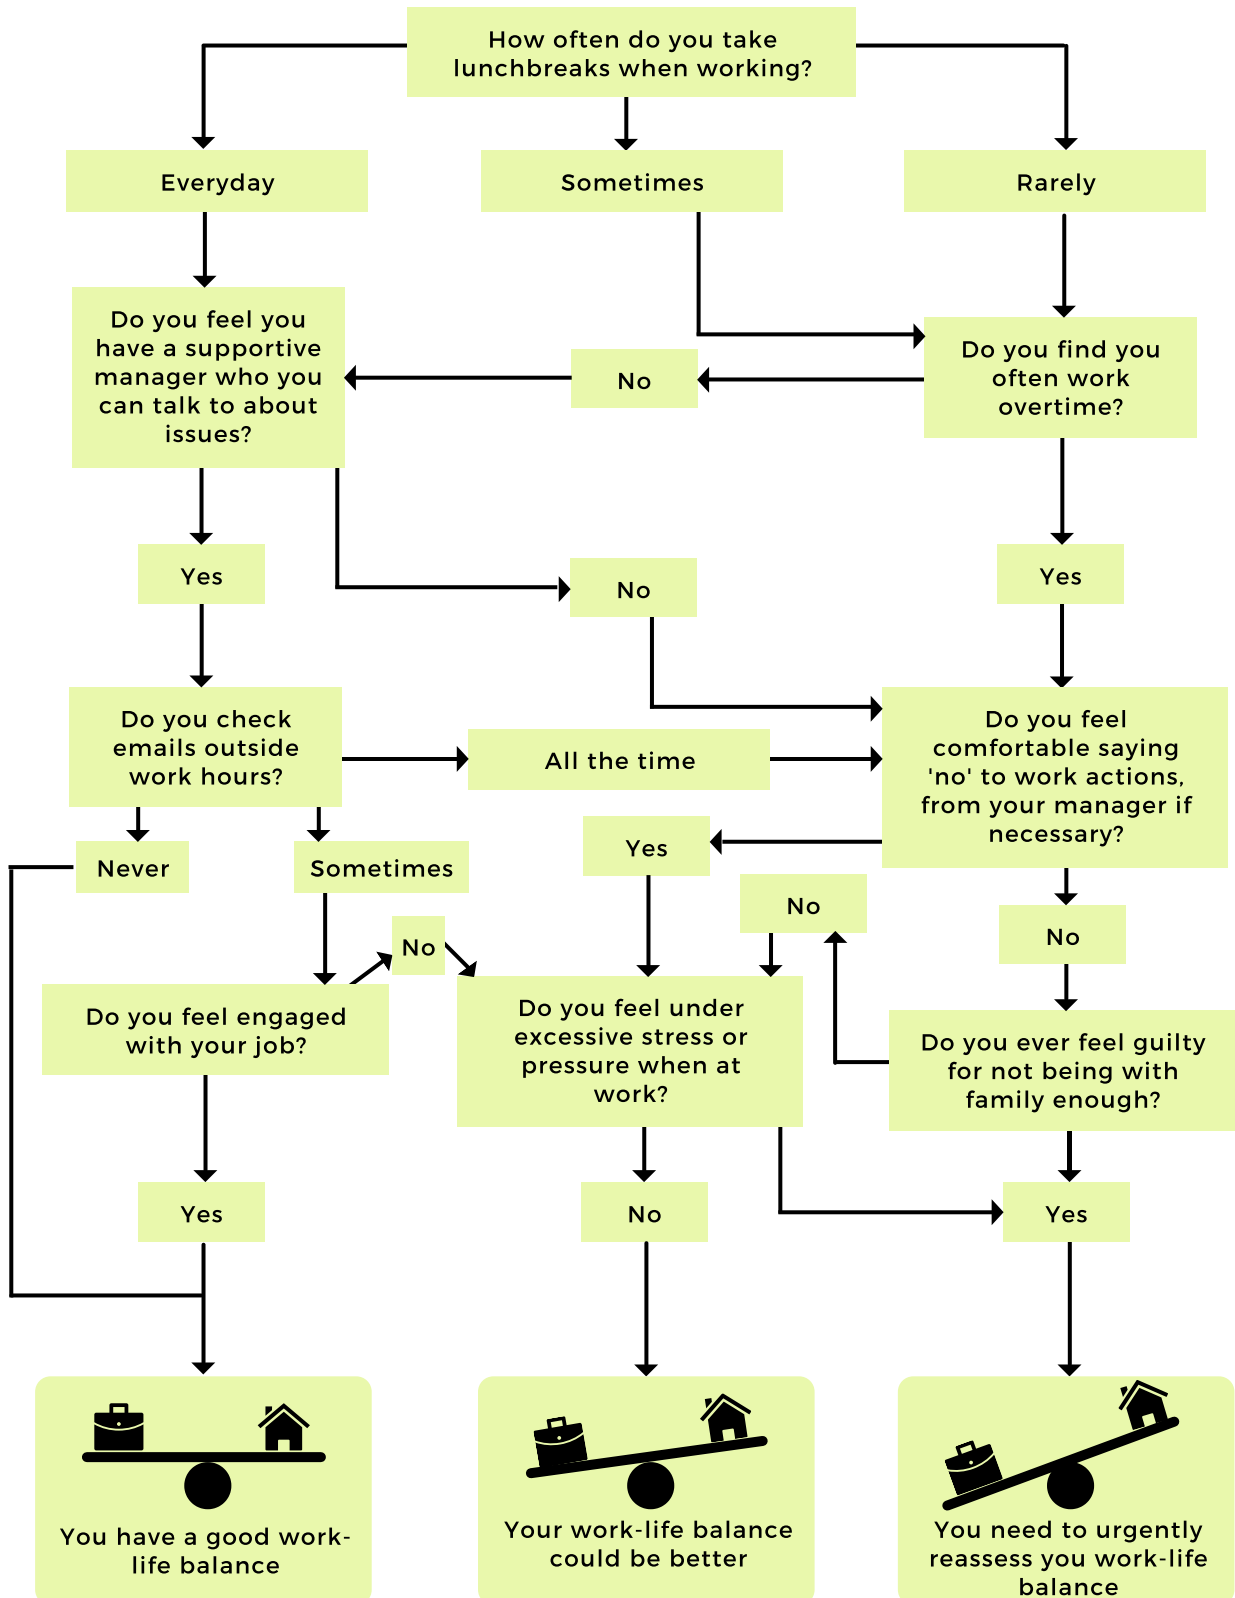 How often do you take
lunchbreaks when working?
Everyday
Sometimes
Rarely
Do you feel you
have a supportive
manager who you
can talk to about
issues?
No
Do you find you
often work
overtime?
Yes
No
Yes
Do you check
emails outside
work hours?
All the time
Do you feel
comfortable saying
'no' to work actions,
from your manager if
necessary?
Never
Sometimes
Yes
No
No
No
Do you feel engaged
with your job?
Do you feel under
excessive stress or
pressure when at
work?
Do you ever feel guilty
for not being with
family enough?
Yes
No
Yes
You have a good work-
life balance
Your work-life balance
could be better
You need to urgently
reassess you work-life
balance